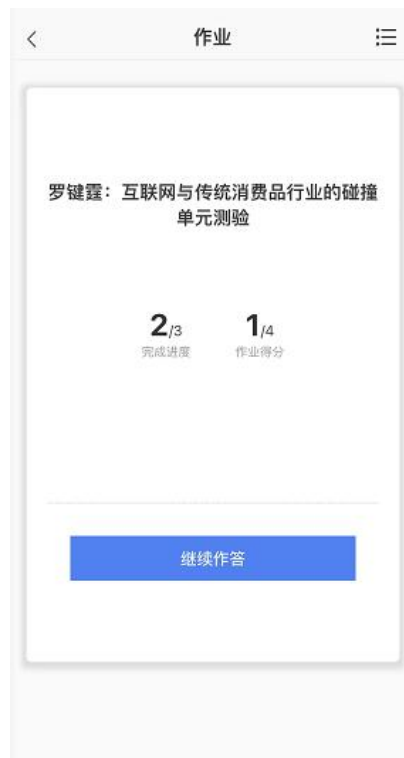 作业
罗键霆：互联网与传统消费品行业的碰撞
单元测验
2/3
1/4
完成进度
作业得分
继续作答